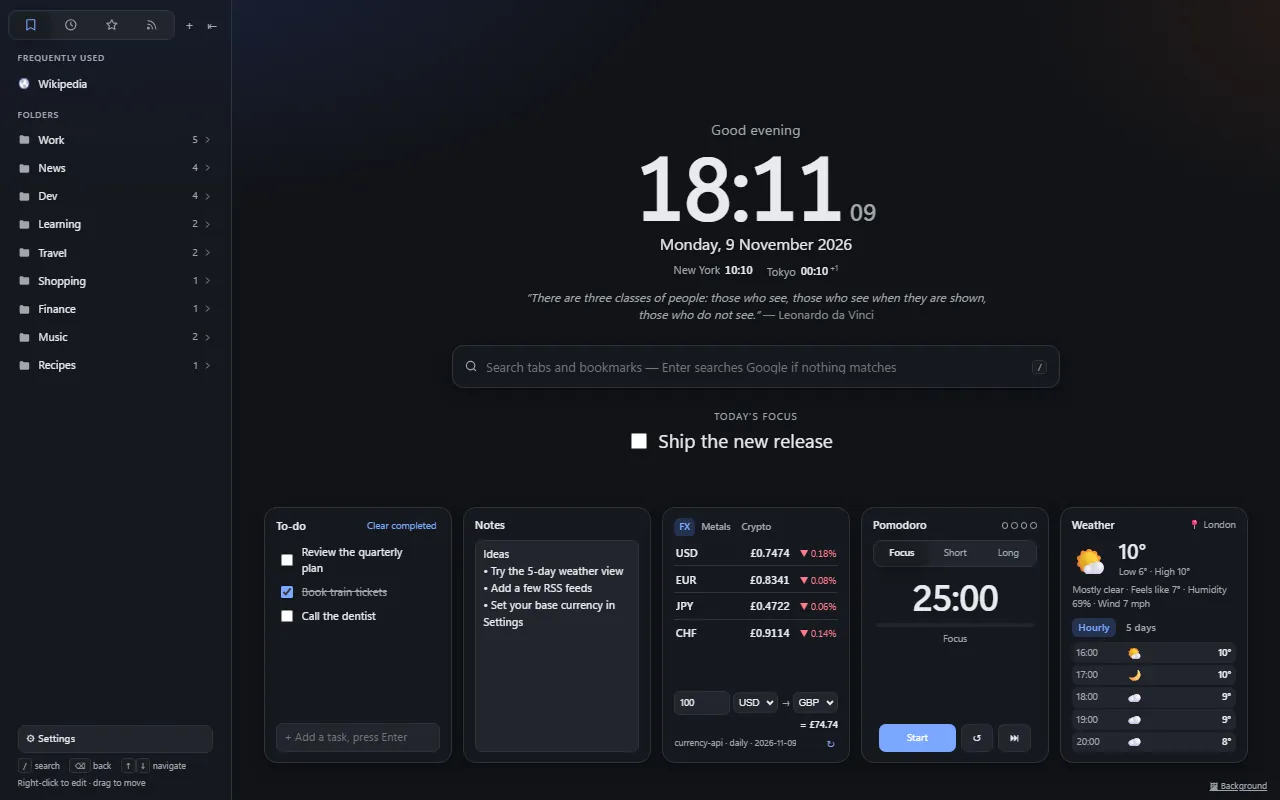 FREQUENTLY USED
Wikipedia
FOLDERS
Work 5
News 4
Dev 4
Learning 2
Travel 2
Shopping 1
Finance 1
Music 2
Recipes 1
⚙ Settings
/ search ⌫ back ↑ ↓ navigate
Right-click to edit · drag to move
Good evening
18:11 09
Monday, 9 November 2026
New York 10:10 Tokyo 00:10 +1
"There are three classes of people: those who see, those who see when they are shown,
those who do not see." — Leonardo da Vinci
Search tabs and bookmarks — Enter searches Google if nothing matches /
TODAY'S FOCUS
Ship the new release
To-do Clear completed
Review the quarterly
plan
Book train tickets
Call the dentist
+ Add a task, press Enter
Notes
Ideas
• Try the 5-day weather view
• Add a few RSS feeds
• Set your base currency in
Settings
FX Metals Crypto
USD £0.7474 ▼ 0.18%
EUR £0.8341 ▼ 0.08%
JPY £0.4722 ▼ 0.06%
CHF £0.9114 ▼ 0.14%
100 USD → GBP
= £74.74
currency-api · daily · 2026-11-09 ↻
Pomodoro
Focus Short Long
25:00
Focus
Start ↺ ⏭
Weather 📍 London
10°
Low 6° · High 10°
Mostly clear · Feels like 7° · Humidity
69% · Wind 7 mph
Hourly 5 days
16:00 10°
17:00 10°
18:00 9°
19:00 9°
20:00 8°
Background